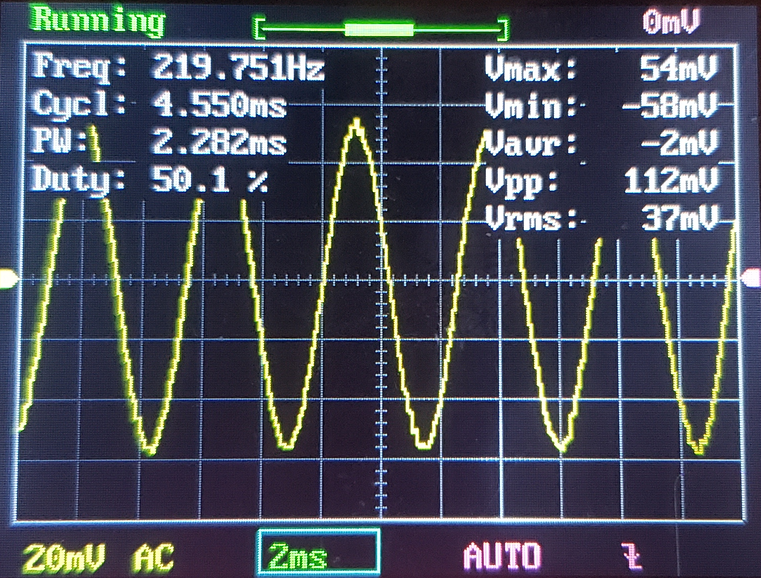 Running 0mV
Freq: 219.751Hz Vmax: 54mV
Cycl: 4.550ms Vmin: -58mV
PW: 2.282ms Vavr: -2mV
Duty: 50.1 % Vpp: 112mV
Vrms: 37mV
20mV AC 2ms AUTO